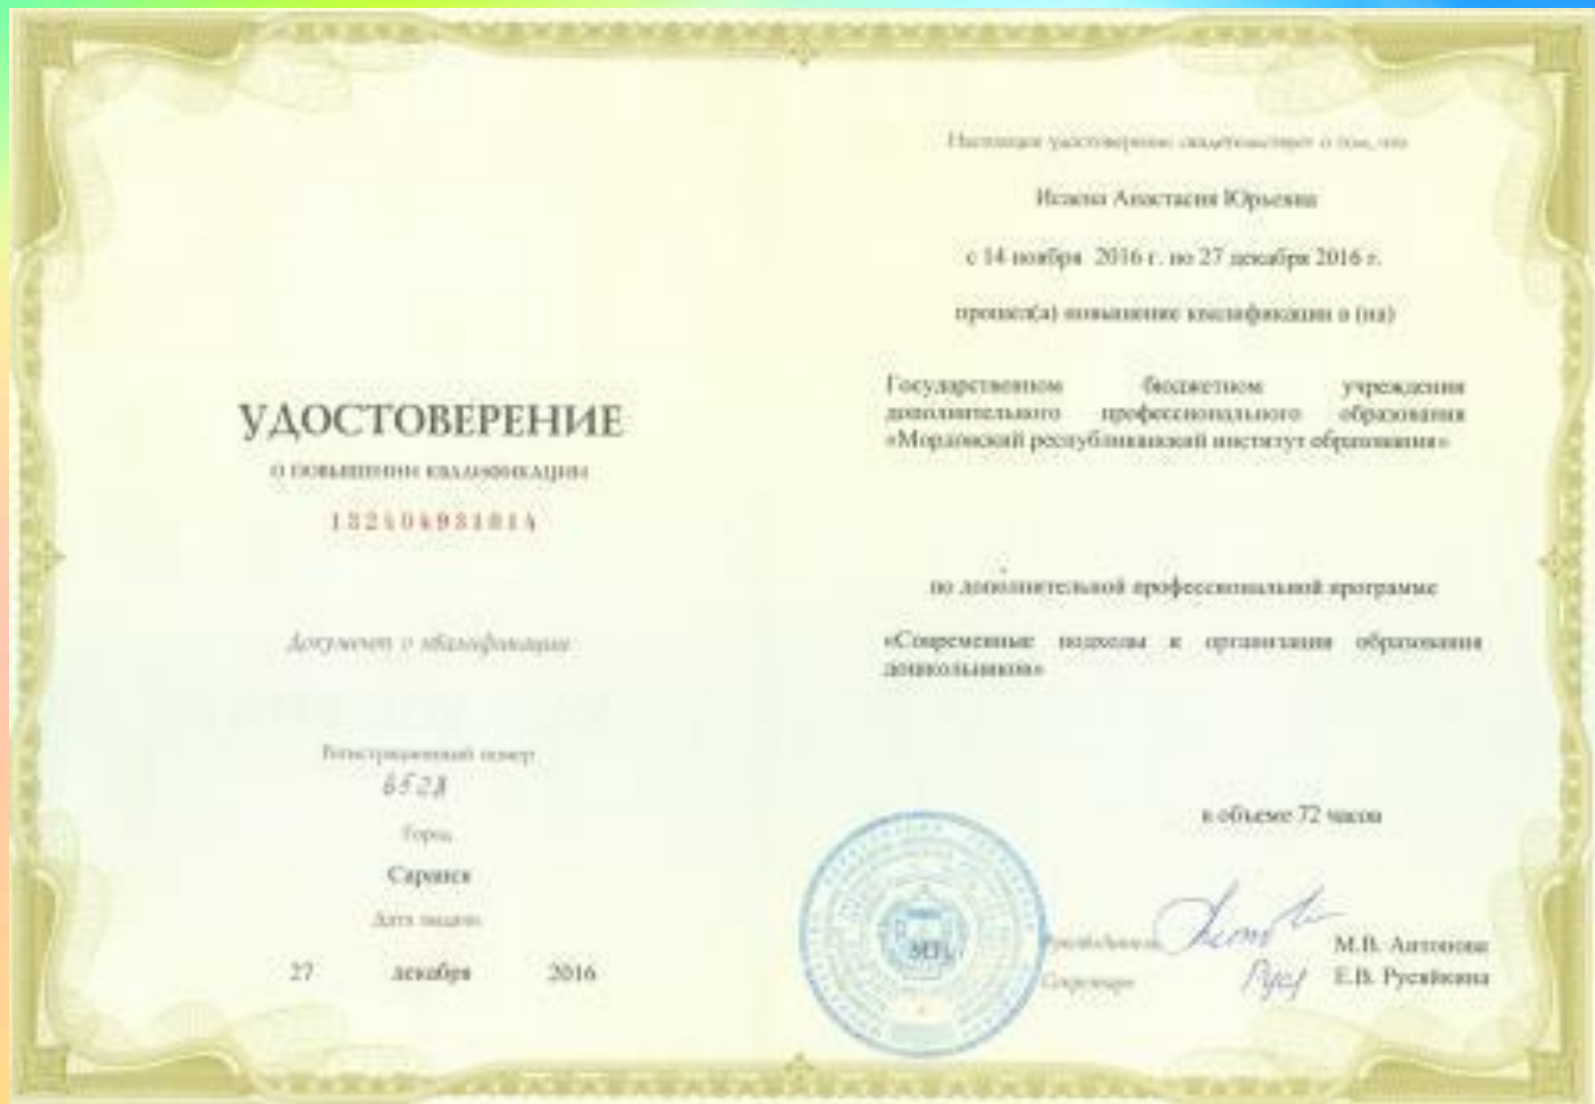 УДОСТОВЕРЕНИЕ
о повышении квалификации
Документ о квалификации
Регистрационный номер
Город
Саранск
Дата выдачи
27 декабря 2016
Настоящее удостоверение свидетельствует о том, что
Анастасия Юрьевна
с 14 ноября 2016 г. по 27 декабря 2016 г.
прошел(а) повышение квалификации в (на)
Государственном бюджетном учреждении
дополнительного профессионального образования
«Мордовский республиканский институт образования»
по дополнительной профессиональной программе
«Современные подходы к организации образования
дошкольников»
в объеме 72 часов
Руководитель
М.В. Антонова
Секретарь
Е.В. Русяйкина